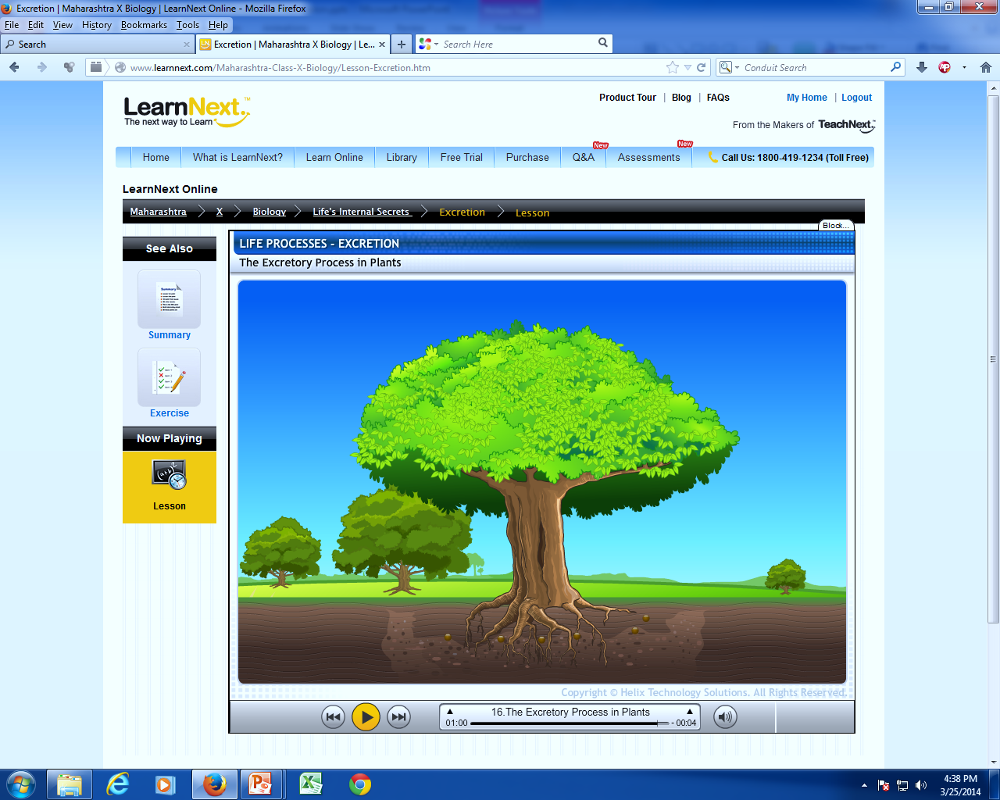 Excretion | Maharashtra X Biology | LearnNext Online - Mozilla Firefox
File Edit View History Bookmarks Tools Help
Search
Excretion | Maharashtra X Biology | Le...
Search Here
www.learnnext.com/Maharashtra-Class-X-Biology/Lesson-Excretion.htm
Conduit Search
LearnNext.™
The next way to Learn
Product Tour | Blog | FAQs
My Home | Logout
From the Makers of TeachNext.™
New
New
Home
What is LearnNext?
Learn Online
Library
Free Trial
Purchase
Q&A
Assessments
Call Us: 1800-419-1234 (Toll Free)
LearnNext Online
Maharashtra X Biology Life's Internal Secrets Excretion Lesson
Block...
See Also
Summary
Summary
Exercise
Now Playing
(a+b)²
Lesson
LIFE PROCESSES - EXCRETION
The Excretory Process in Plants
Copyright © Helix Technology Solutions. All Rights Reserved.
16.The Excretory Process in Plants
01:00
- 00:04
4:38 PM
3/25/2014